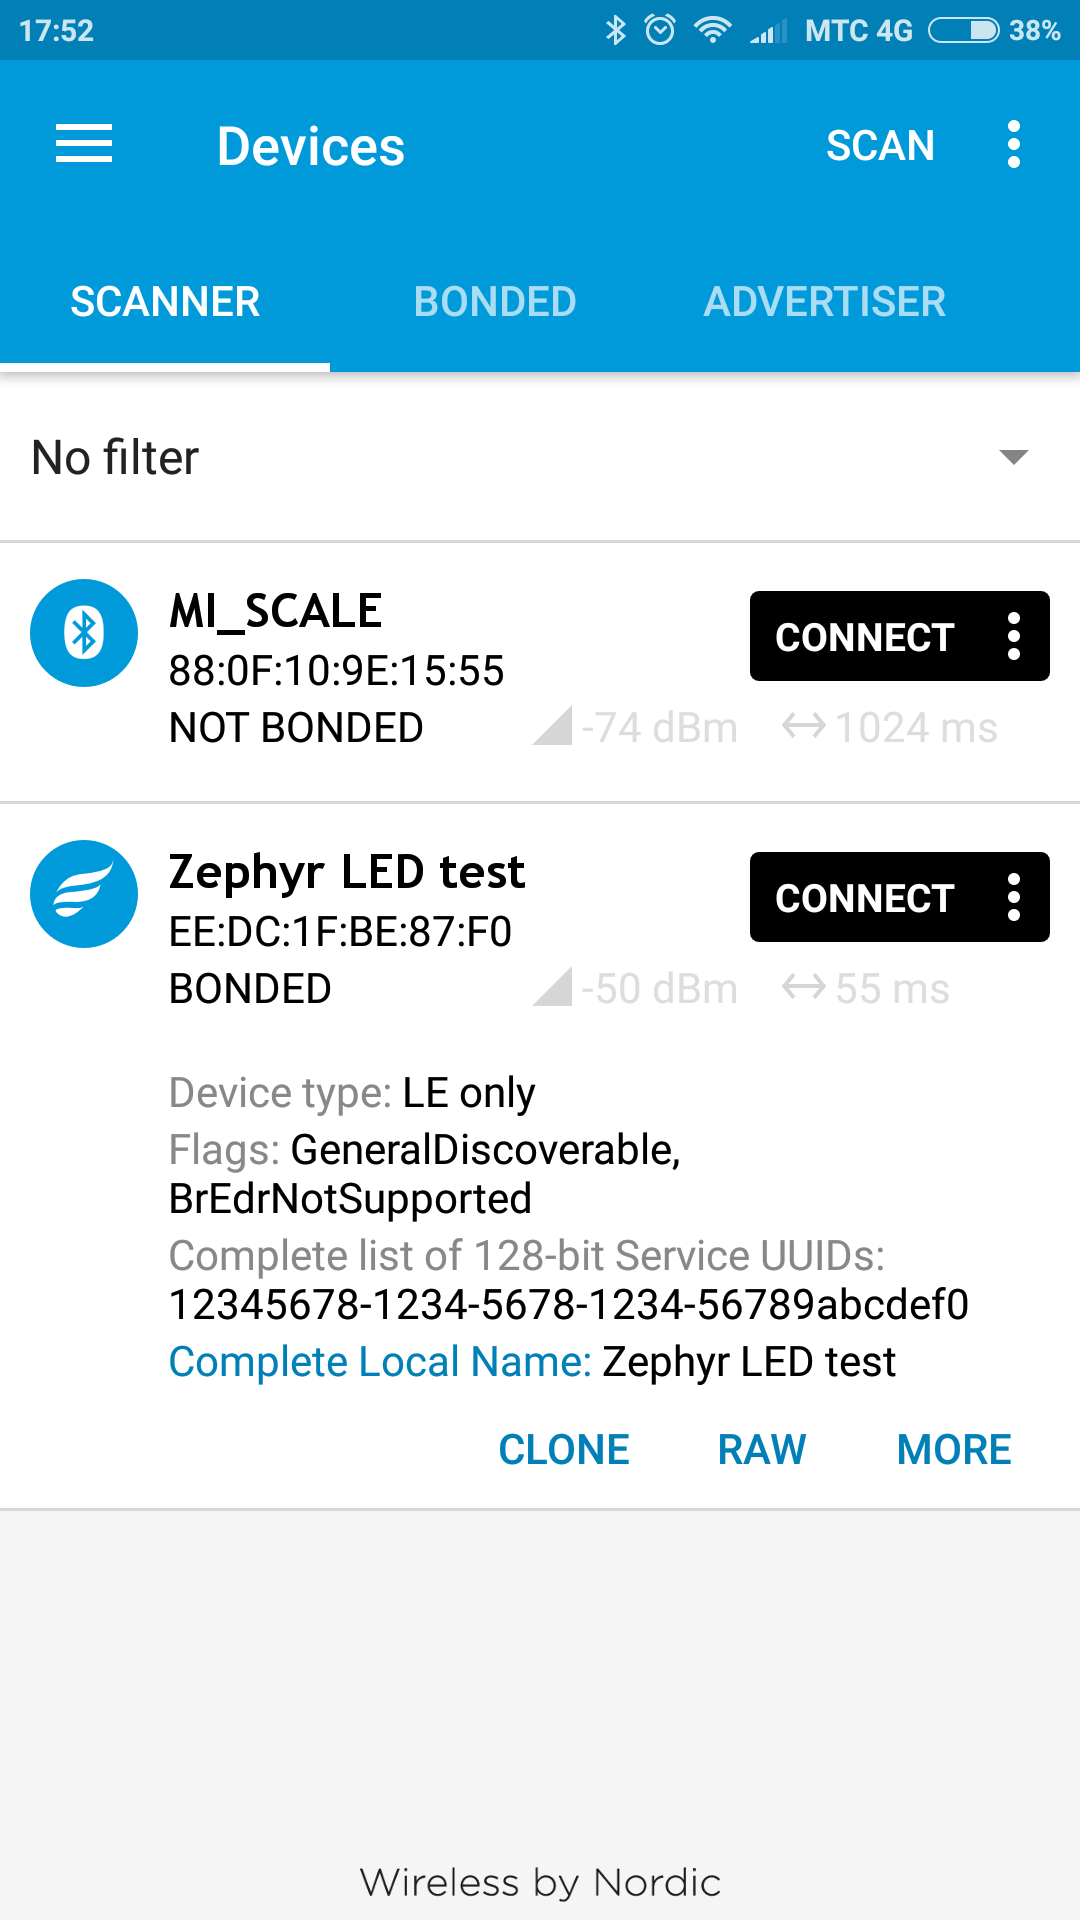 17:52 MTC 4G 38%
Devices SCAN
SCANNER BONDED ADVERTISER
No filter
MI_SCALE CONNECT
88:0F:10:9E:15:55
NOT BONDED -74 dBm 1024 ms
Zephyr LED test CONNECT
EE:DC:1F:BE:87:F0
BONDED -50 dBm 55 ms
Device type: LE only
Flags: GeneralDiscoverable,
BrEdrNotSupported
Complete list of 128-bit Service UUIDs:
12345678-1234-5678-1234-56789abcdef0
Complete Local Name: Zephyr LED test
CLONE RAW MORE
Wireless by Nordic